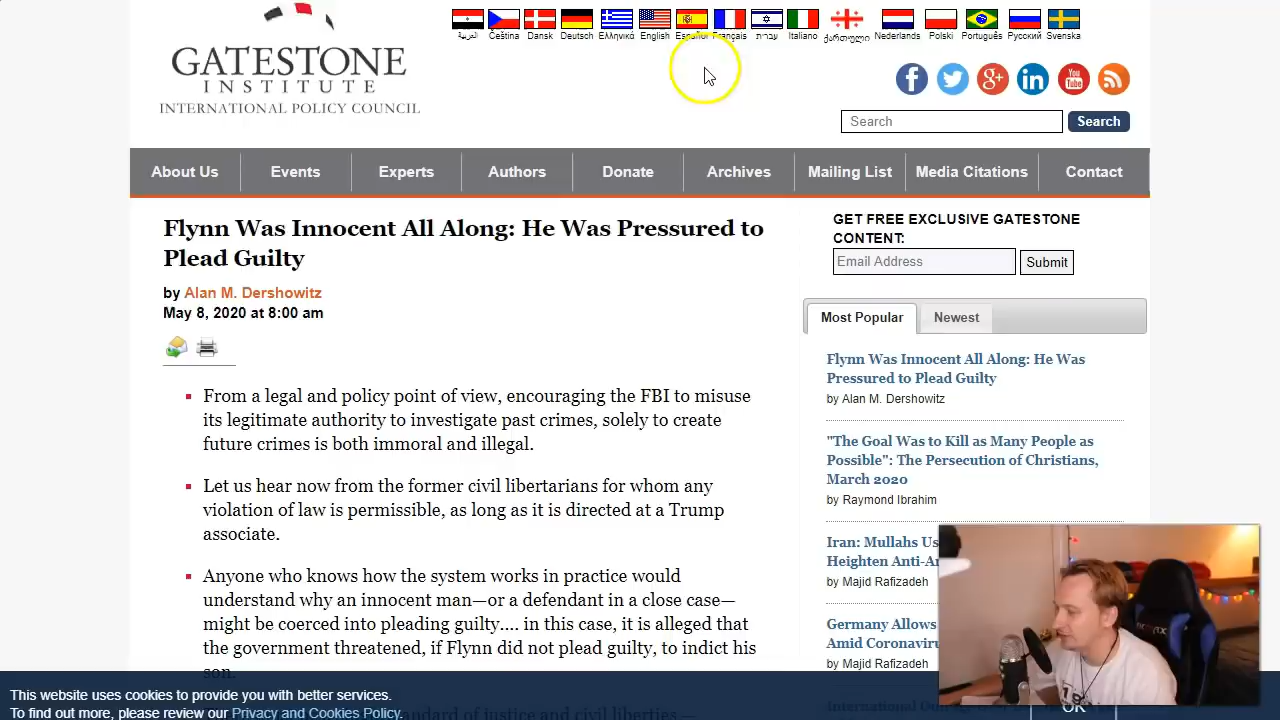 GATESTONE
INSTITUTE
INTERNATIONAL POLICY COUNCIL
العربية Čeština Dansk Deutsch Ελληνικά English Español Français עברית Italiano ქართული Nederlands Polski Português Русский Svenska
Search Search
About Us Events Experts Authors Donate Archives Mailing List Media Citations Contact
Flynn Was Innocent All Along: He Was Pressured to
Plead Guilty
by Alan M. Dershowitz
May 8, 2020 at 8:00 am
From a legal and policy point of view, encouraging the FBI to misuse
its legitimate authority to investigate past crimes, solely to create
future crimes is both immoral and illegal.
Let us hear now from the former civil libertarians for whom any
violation of law is permissible, as long as it is directed at a Trump
associate.
Anyone who knows how the system works in practice would
understand why an innocent man—or a defendant in a close case—
might be coerced into pleading guilty.... in this case, it is alleged that
the government threatened, if Flynn did not plead guilty, to indict his
son.
GET FREE EXCLUSIVE GATESTONE
CONTENT:
Email Address Submit
Most Popular Newest
Flynn Was Innocent All Along: He Was
Pressured to Plead Guilty
by Alan M. Dershowitz
"The Goal Was to Kill as Many People as
Possible": The Persecution of Christians,
March 2020
by Raymond Ibrahim
Iran: Mullahs Us
Heighten Anti-A
by Majid Rafizadeh
Germany Allows
Amid Coronaviru
by Majid Rafizadeh
This website uses cookies to provide you with better services.
To find out more, please review our Privacy and Cookies Policy.
OK